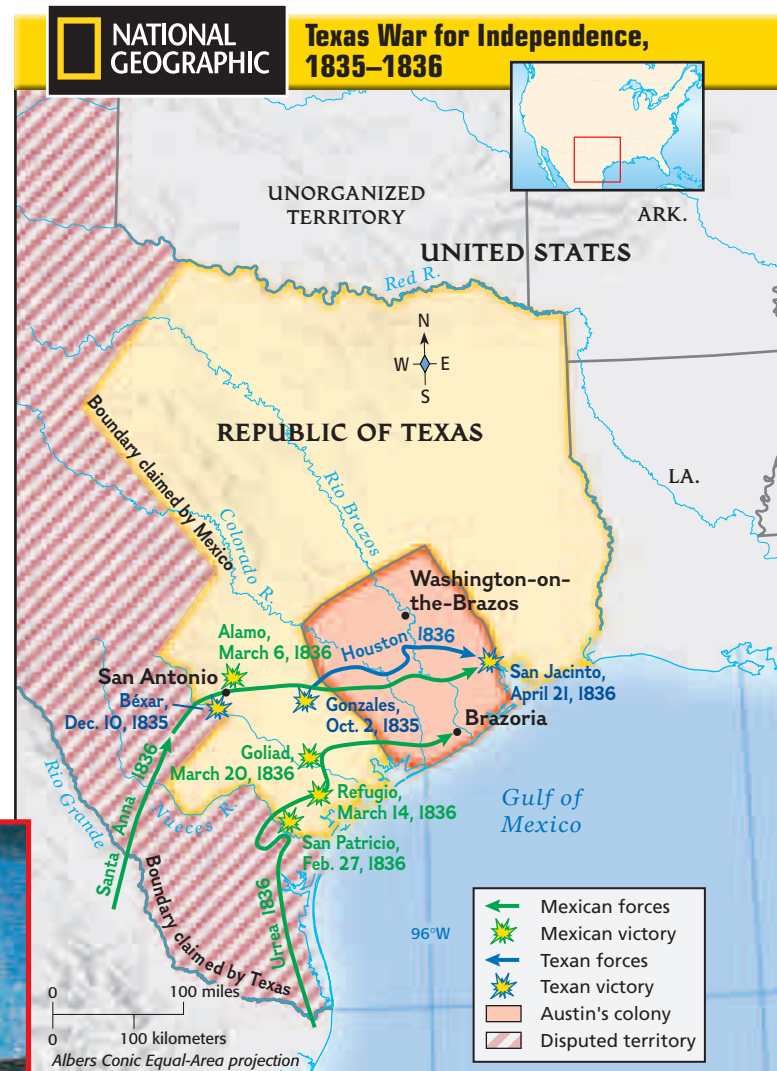 NATIONAL
GEOGRAPHIC
Texas War for Independence,
1835–1836
UNORGANIZED
TERRITORY
ARK.
UNITED STATES
Red R.
N
W
E
S
REPUBLIC OF TEXAS
Boundary claimed by Mexico
Colorado R.
Rio Brazos
LA.
Washington-on-
the-Brazos
Alamo,
March 6, 1836
Houston 1836
San Antonio
San Jacinto,
April 21, 1836
Béxar,
Dec. 10, 1835
Gonzales,
Oct. 2, 1835
Brazoria
Goliad,
March 20, 1836
Rio Grande
Santa Anna 1836
Nueces R.
Refugio,
March 14, 1836
Gulf of
Mexico
San Patricio,
Feb. 27, 1836
Urrea 1836
Boundary claimed by Texas
96°W
Mexican forces
Mexican victory
Texan forces
Texan victory
Austin's colony
Disputed territory
0
100 miles
0
100 kilometers
Albers Conic Equal-Area projection